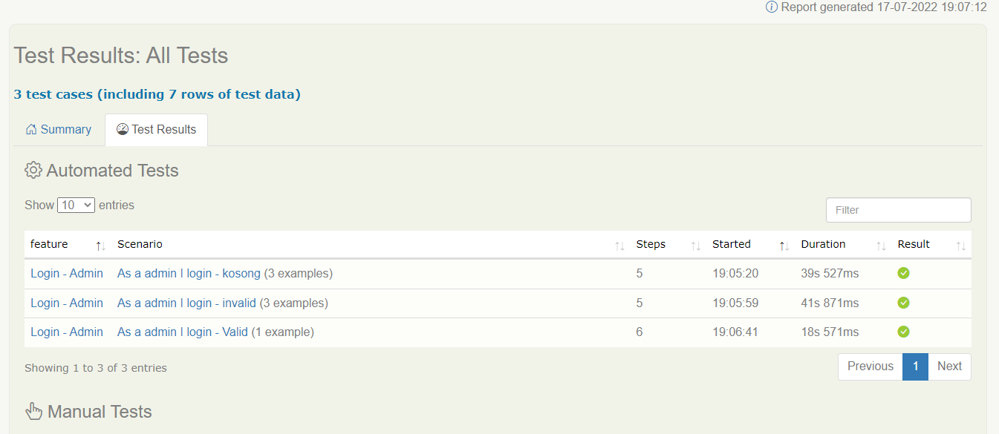 Report generated 17-07-2022 19:07:12
Test Results: All Tests
3 test cases (including 7 rows of test data)
Summary Test Results
Automated Tests
Show 10 entries
Filter
feature Scenario Steps Started Duration Result
Login - Admin As a admin I login - kosong (3 examples) 5 19:05:20 39s 527ms
Login - Admin As a admin I login - invalid (3 examples) 5 19:05:59 41s 871ms
Login - Admin As a admin I login - Valid (1 example) 6 19:06:41 18s 571ms
Showing 1 to 3 of 3 entries
Previous 1 Next
Manual Tests